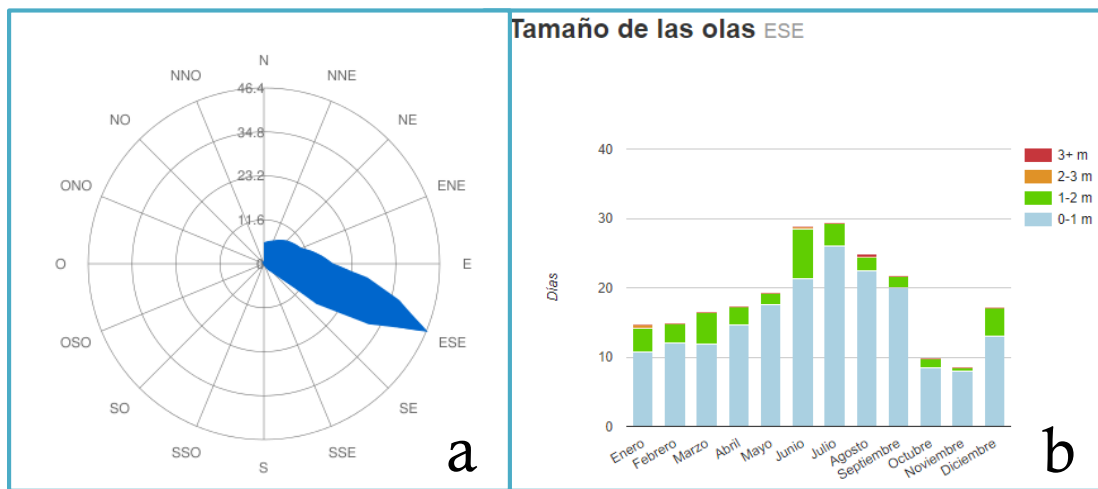 N
NNE
NE
ENE
E
ESE
SE
SSE
S
SSO
SO
OSO
O
ONO
NO
NNO
46.4
34.8
23.2
11.6
0
a
Tamaño de las olas ESE
40
30
20
10
0
Días
3+ m
2-3 m
1-2 m
0-1 m
Enero
Febrero
Marzo
Abril
Mayo
Junio
Julio
Agosto
Septiembre
Octubre
Noviembre
Diciembre
b